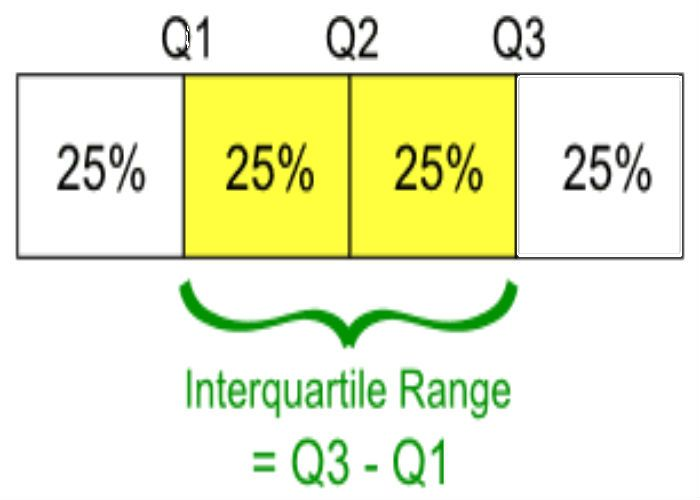 Q1 Q2 Q3
25% 25% 25% 25%
Interquartile Range
= Q3 - Q1